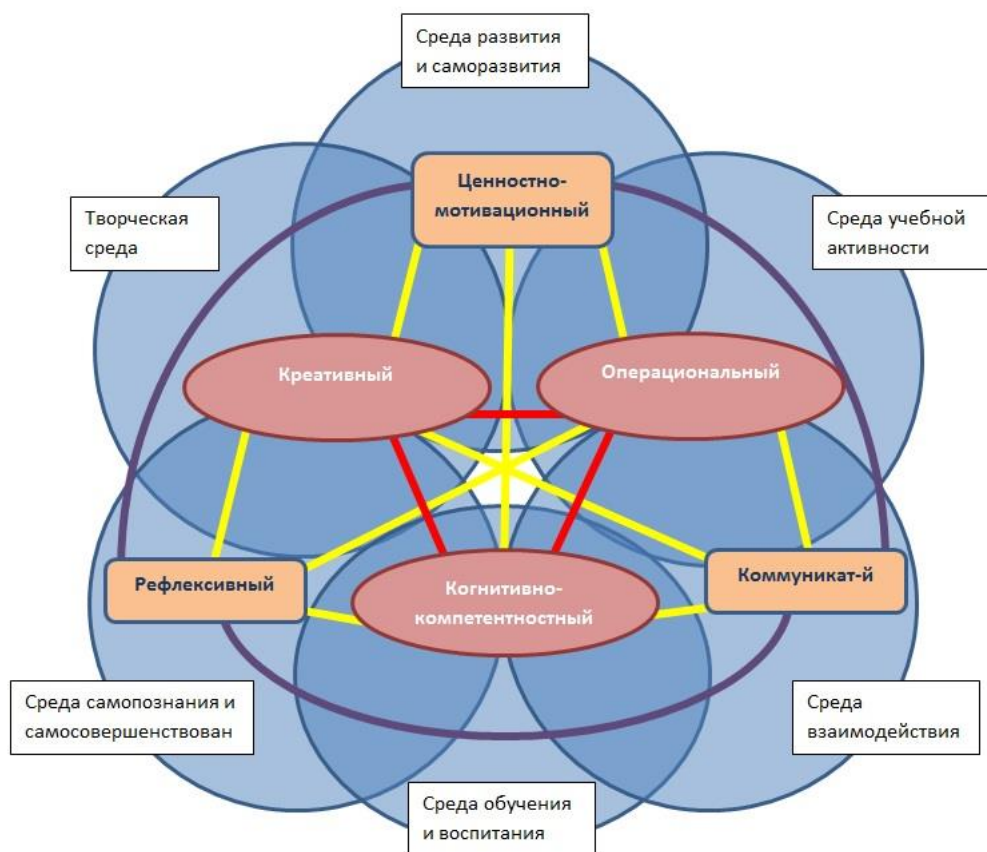 Среда развития
и саморазвития
Ценностно-
мотивационный
Творческая
среда
Среда учебной
активности
Креативный
Операциональный
Рефлексивный
Когнитивно-
компетентностный
Коммуникат-й
Среда самопознания и
самосовершенствован
Среда
взаимодействия
Среда обучения
и воспитания